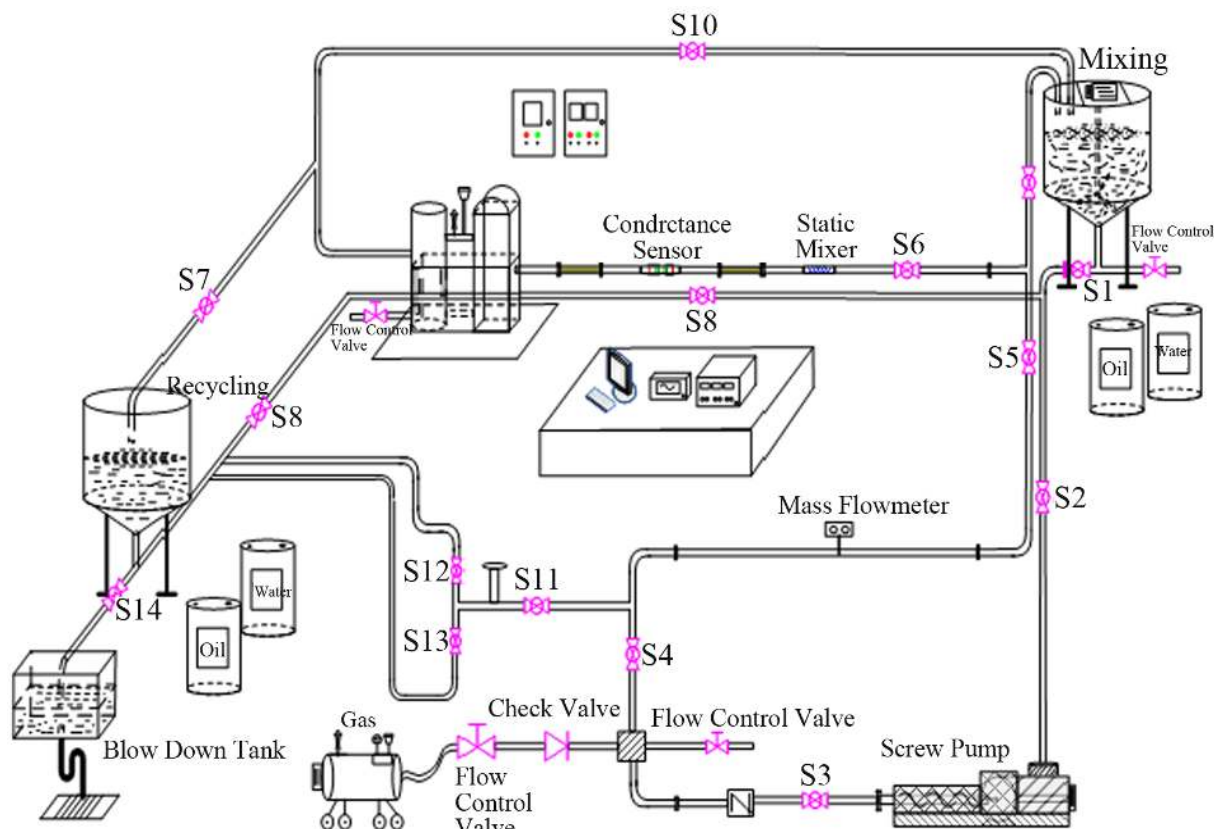 S10
Mixing
Condrctance
Sensor
Static
Mixer
S6
Flow Control
Valve
S1
S7
S8
Flow Control
Valve
S5
Oil
Water
Recycling
S8
S2
Mass Flowmeter
S12
S11
Water
S14
Oil
S13
S4
Gas
Check Valve
Flow Control Valve
Blow Down Tank
Screw Pump
S3
Flow
Control
Valve